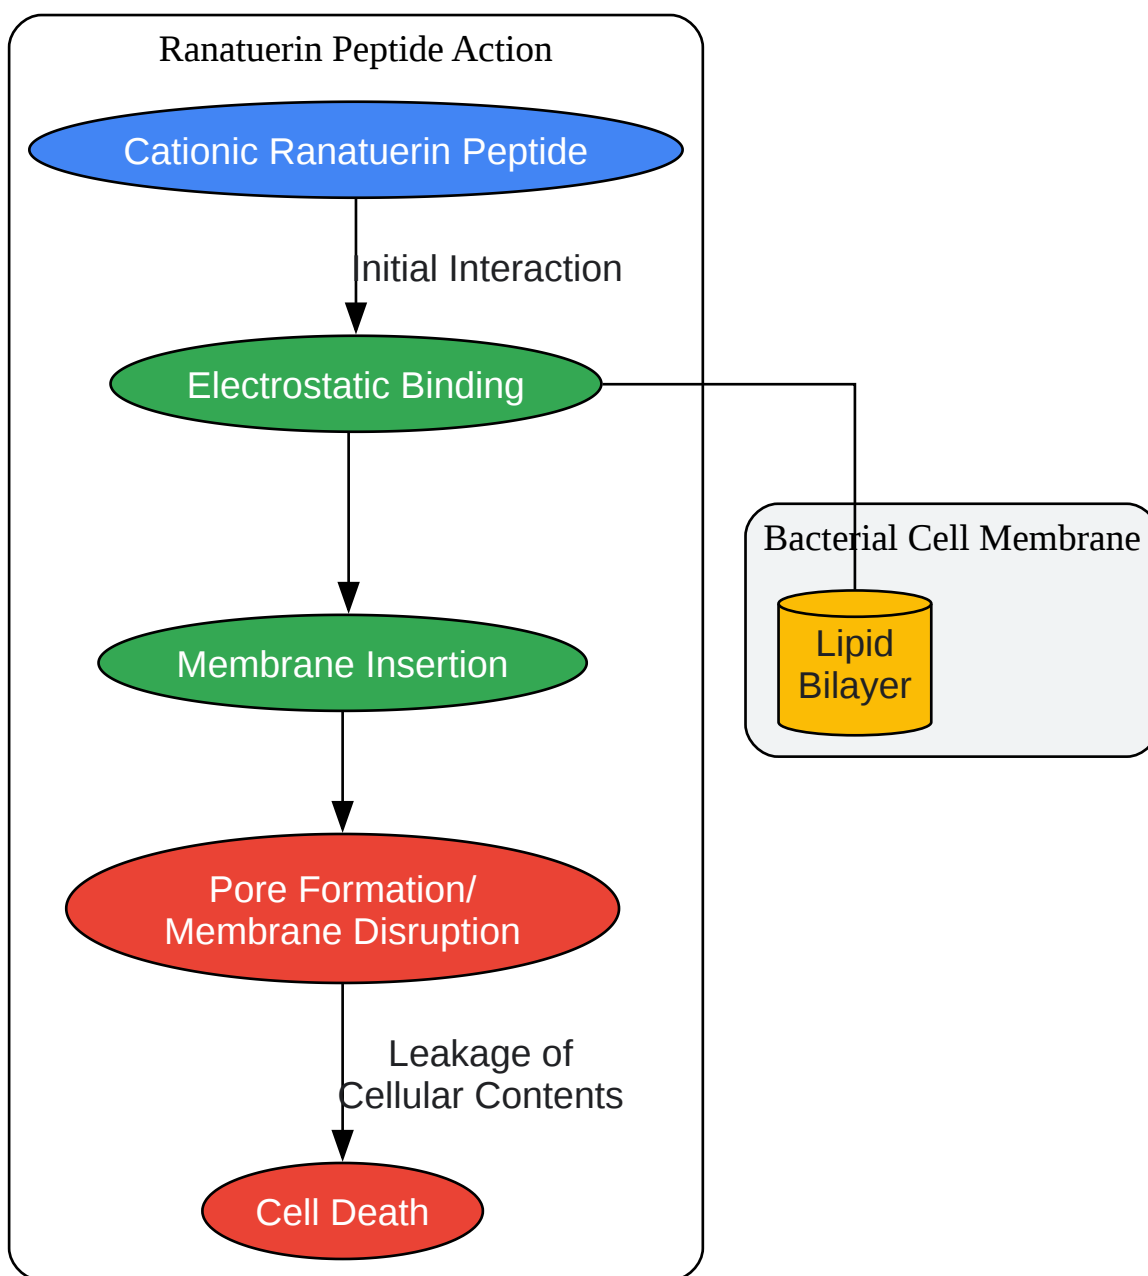 Ranatuerin Peptide Action
Cationic Ranatuerin Peptide
Initial Interaction
Electrostatic Binding
Bacterial Cell Membrane
Lipid
Bilayer
Membrane Insertion
Pore Formation/
Membrane Disruption
Leakage of
Cellular Contents
Cell Death